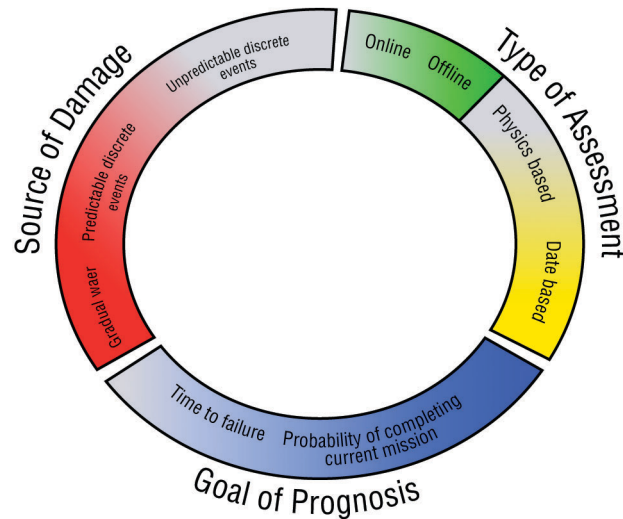 Source of Damage
Unpredictable discrete
events
Predictable discrete
events
Gradual waer
Type of Assessment
Online
Offline
Physics based
Date based
Time to failure
Probability of completing
current mission
Goal of Prognosis